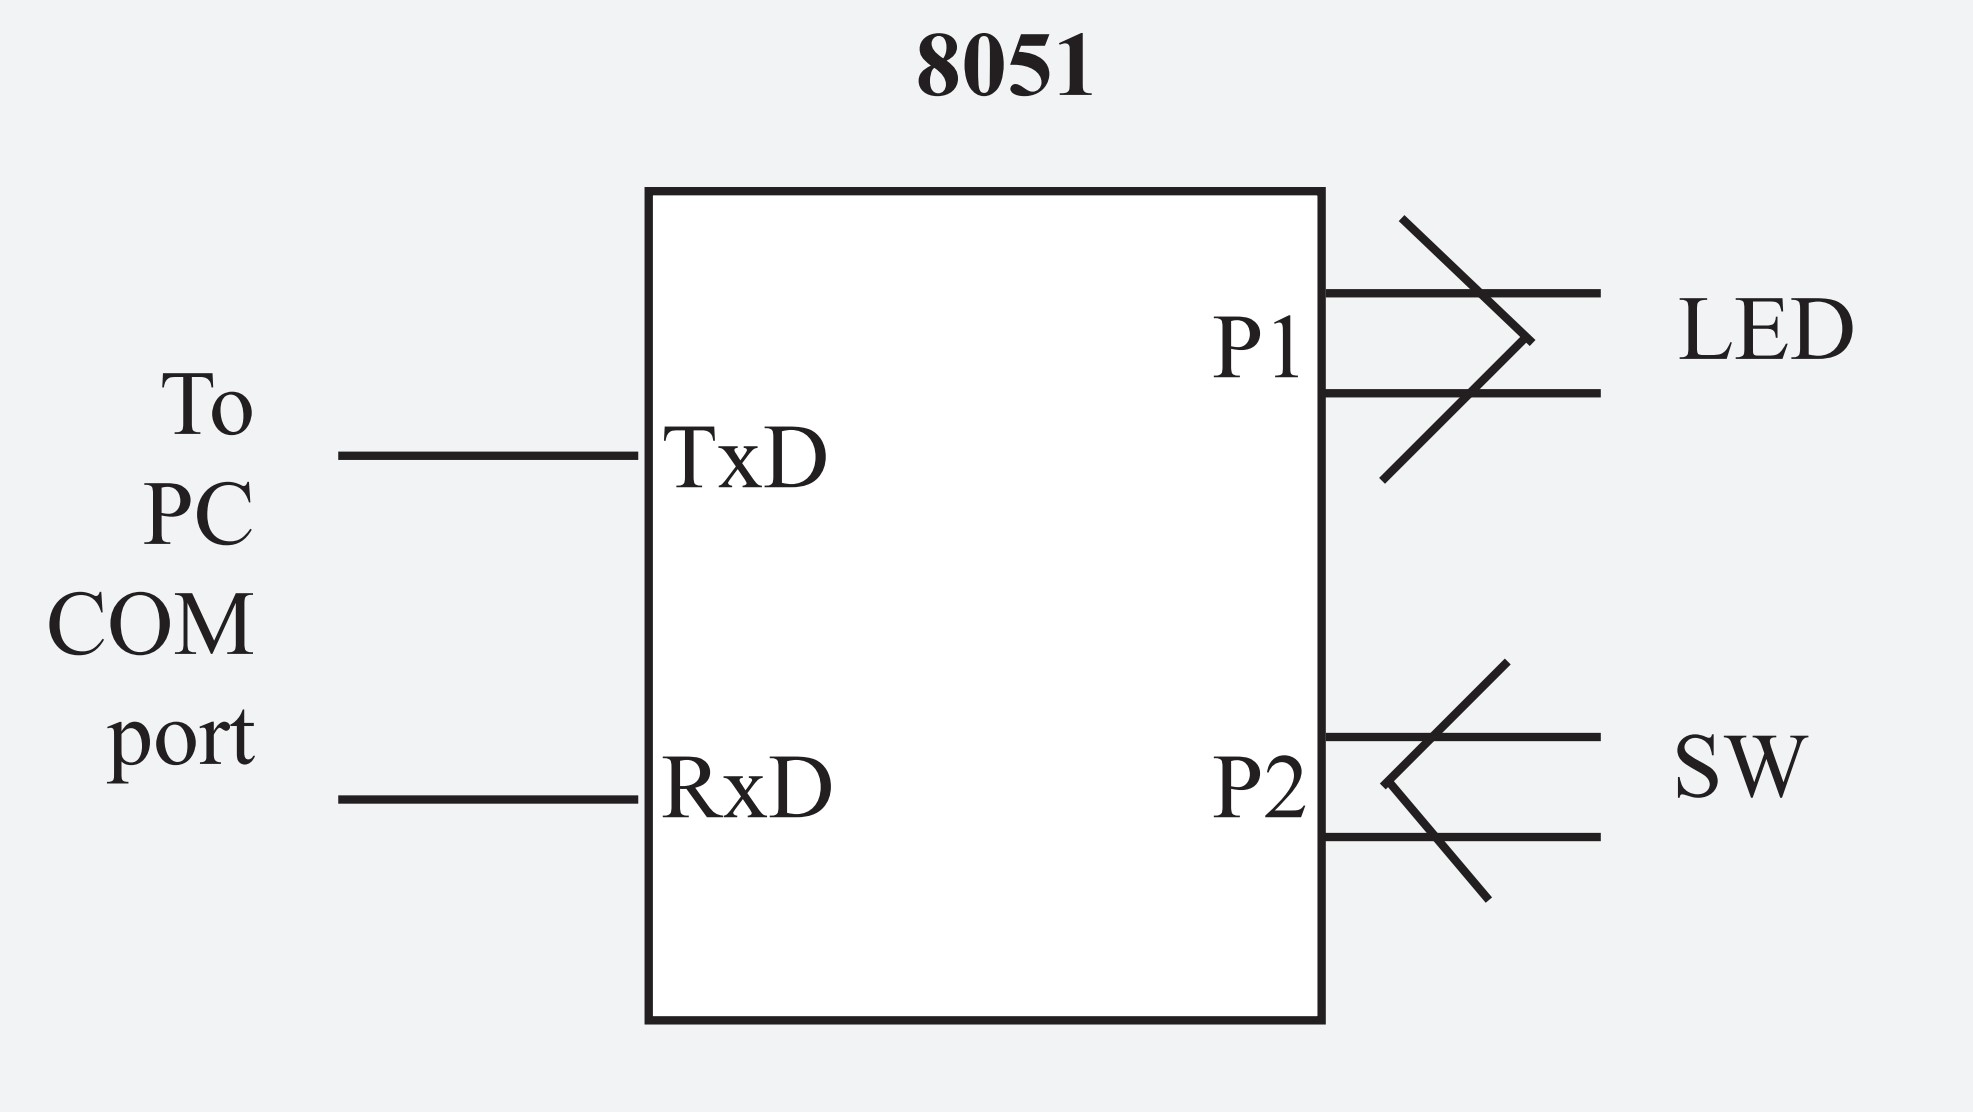 8051
To
PC
COM
port
TxD
RxD
P1
P2
LED
SW